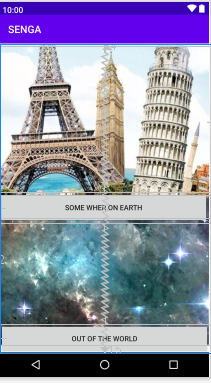 10:00
SENGA
SOME WHER ON EARTH
OUT OF THE WORLD